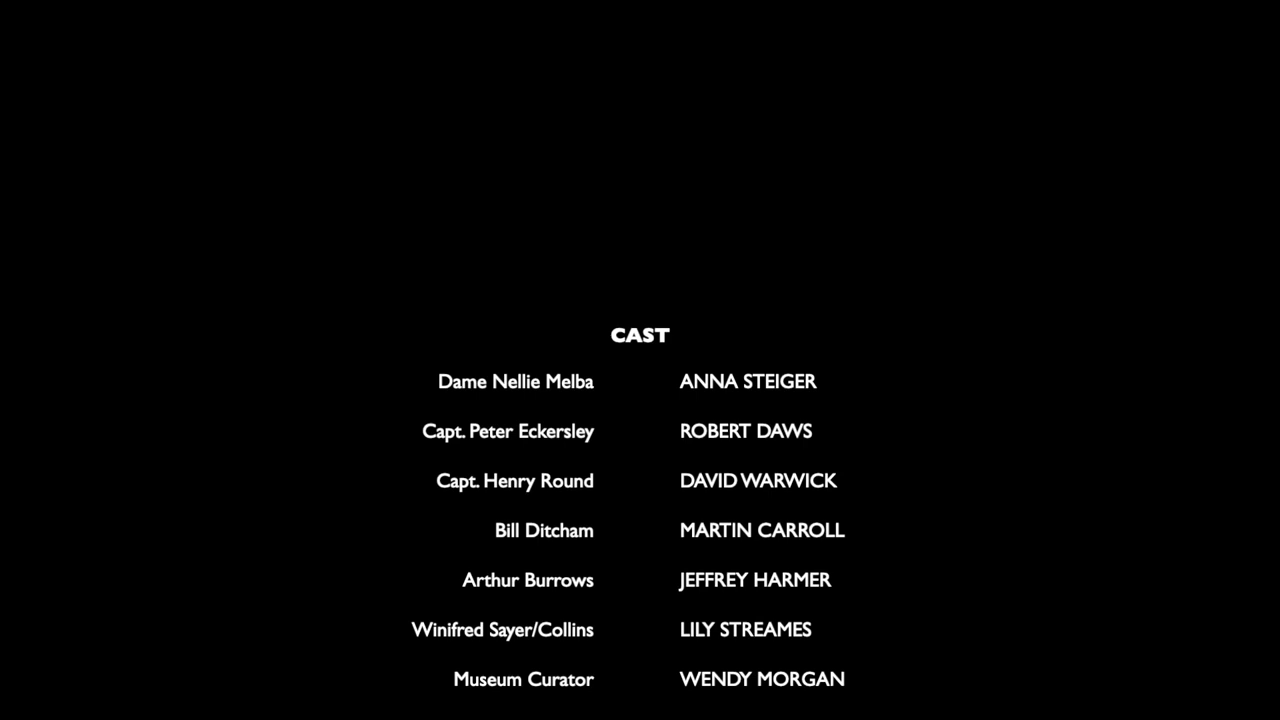 CAST
Dame Nellie Melba ANNA STEIGER
Capt. Peter Eckersley ROBERT DAWS
Capt. Henry Round DAVID WARWICK
Bill Ditcham MARTIN CARROLL
Arthur Burrows JEFFREY HARMER
Winifred Sayer/Collins LILY STREAMES
Museum Curator WENDY MORGAN